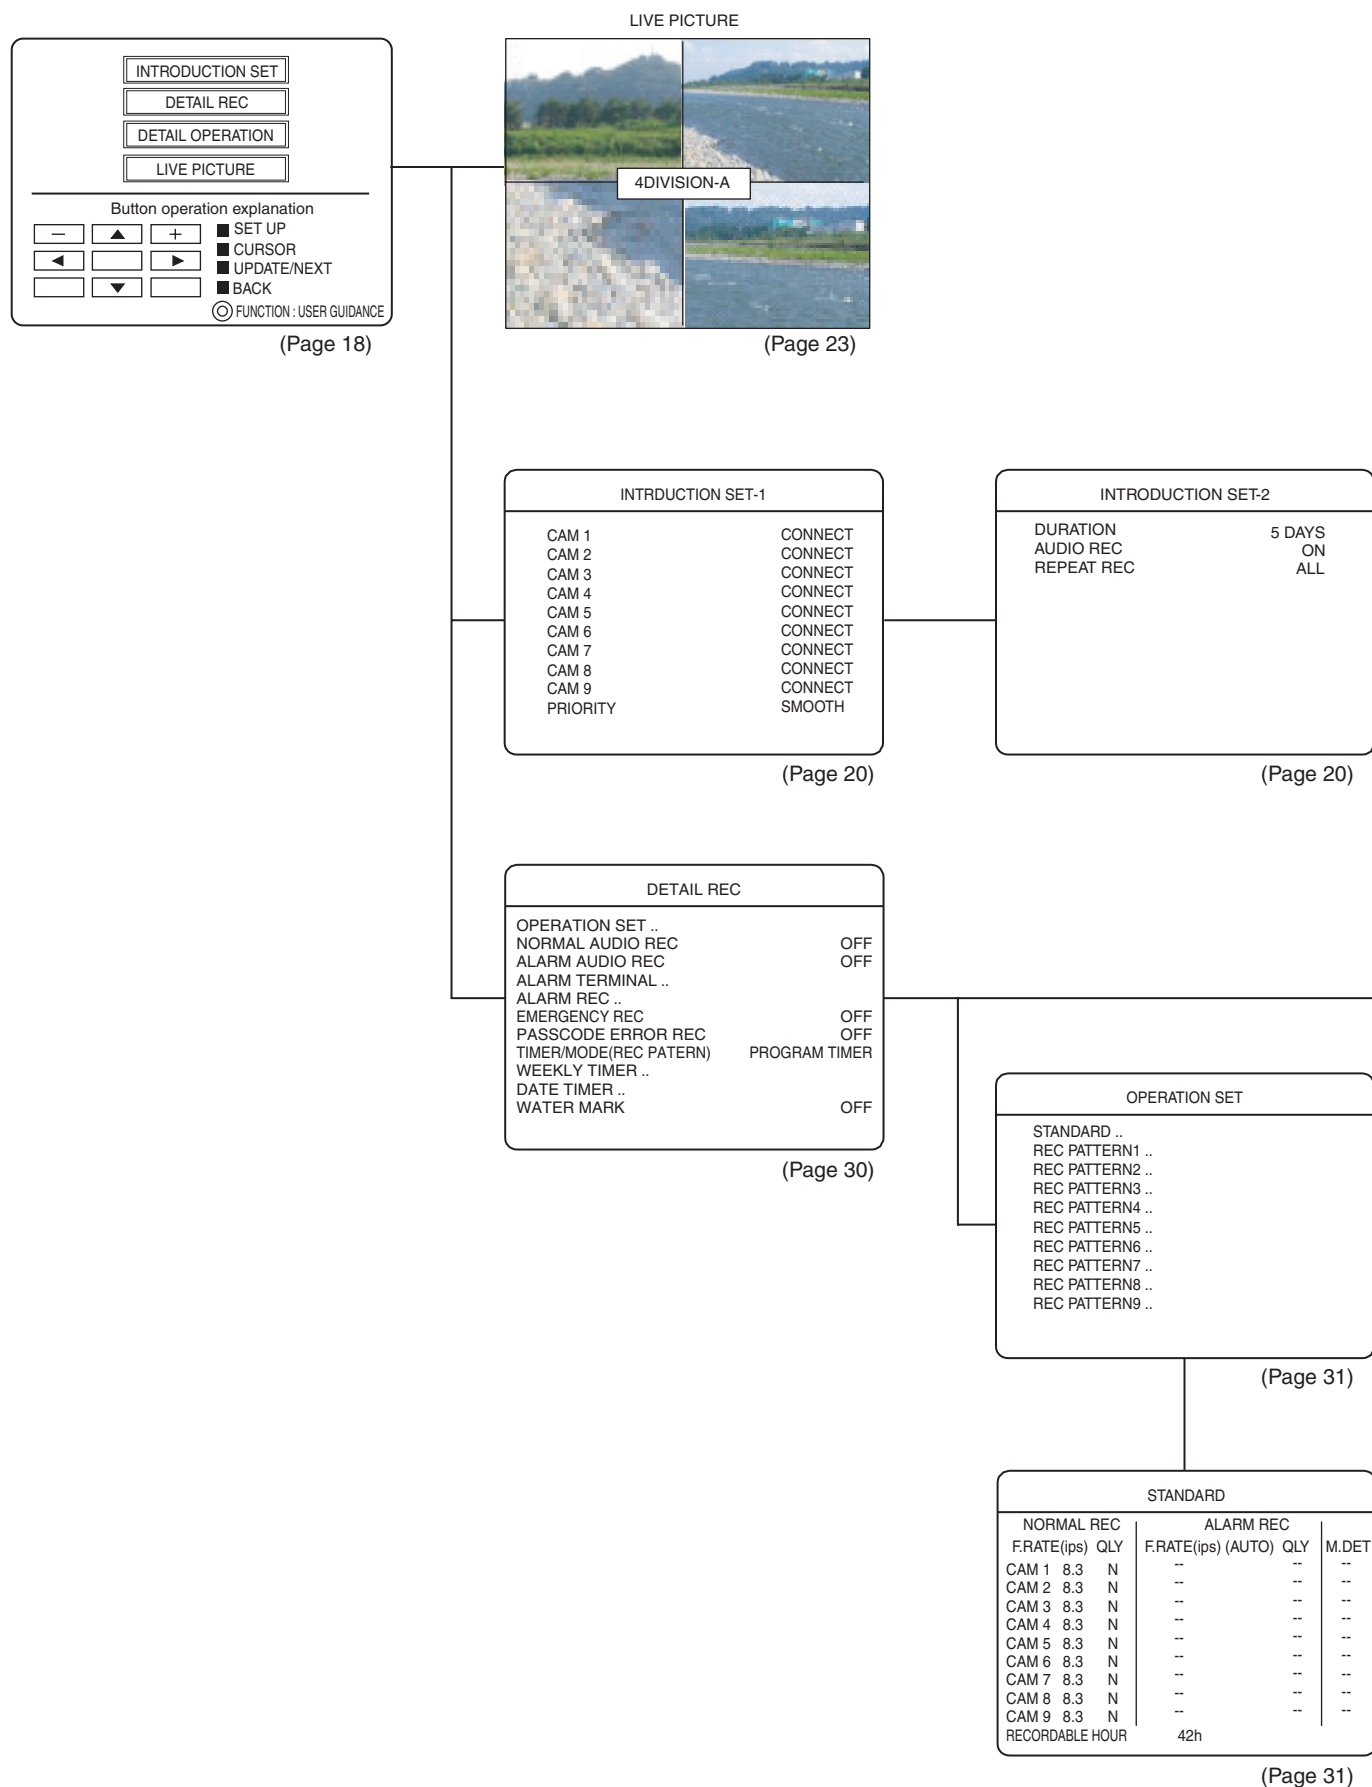 LIVE PICTURE
INTRODUCTION SET
DETAIL REC
DETAIL OPERATION
LIVE PICTURE
Button operation explanation
SET UP
CURSOR
UPDATE/NEXT
BACK
FUNCTION : USER GUIDANCE
(Page 18)
4DIVISION-A
(Page 23)
INTRDUCTION SET-1
CAM 1 CONNECT
CAM 2 CONNECT
CAM 3 CONNECT
CAM 4 CONNECT
CAM 5 CONNECT
CAM 6 CONNECT
CAM 7 CONNECT
CAM 8 CONNECT
CAM 9 CONNECT
PRIORITY SMOOTH
(Page 20)
INTRODUCTION SET-2
DURATION 5 DAYS
AUDIO REC ON
REPEAT REC ALL
(Page 20)
DETAIL REC
OPERATION SET ..
NORMAL AUDIO REC OFF
ALARM AUDIO REC OFF
ALARM TERMINAL ..
ALARM REC ..
EMERGENCY REC OFF
PASSCODE ERROR REC OFF
TIMER/MODE(REC PATERN) PROGRAM TIMER
WEEKLY TIMER ..
DATE TIMER ..
WATER MARK OFF
(Page 30)
OPERATION SET
STANDARD ..
REC PATTERN1 ..
REC PATTERN2 ..
REC PATTERN3 ..
REC PATTERN4 ..
REC PATTERN5 ..
REC PATTERN6 ..
REC PATTERN7 ..
REC PATTERN8 ..
REC PATTERN9 ..
(Page 31)
STANDARD
NORMAL REC ALARM REC
F.RATE(ips) QLY F.RATE(ips) (AUTO) QLY M.DET
CAM 1 8.3 N -- -- --
CAM 2 8.3 N -- -- --
CAM 3 8.3 N -- -- --
CAM 4 8.3 N -- -- --
CAM 5 8.3 N -- -- --
CAM 6 8.3 N -- -- --
CAM 7 8.3 N -- -- --
CAM 8 8.3 N -- -- --
CAM 9 8.3 N -- -- --
RECORDABLE HOUR 42h
(Page 31)